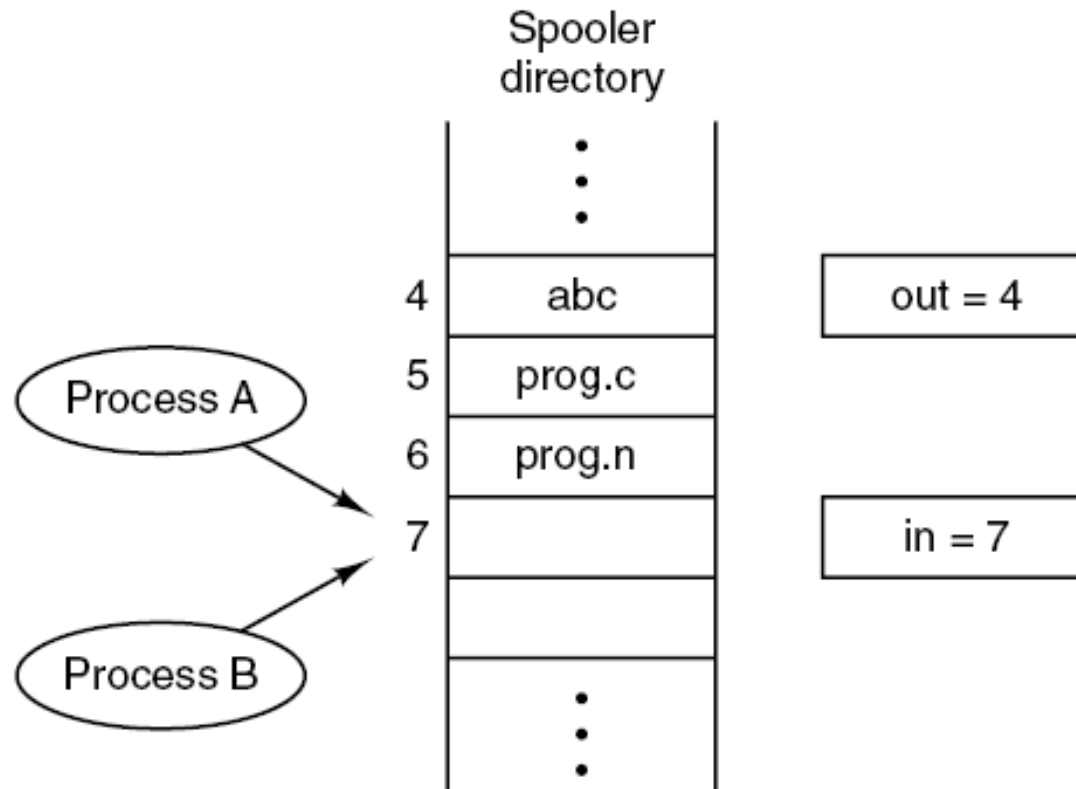 Spooler
directory
4 abc out = 4
Process A
5 prog.c
6 prog.n
7 in = 7
Process B